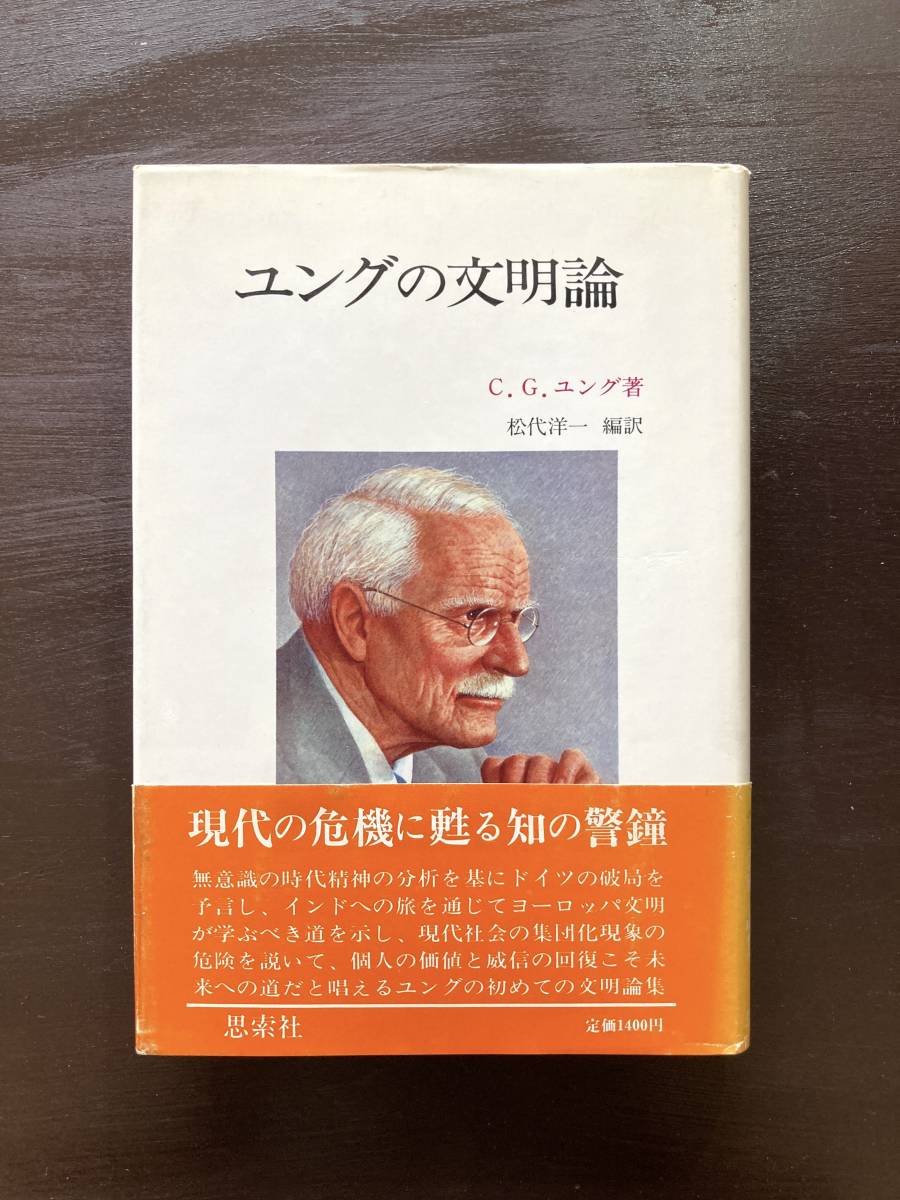 ユングの文明論
C.G.ユング著
松代洋一 編訳
現代の危機に甦る知の警鐘
無意識の時代精神の分析を基にドイツの破局を
予言し、インドへの旅を通じてヨーロッパ文明
が学ぶべき道を示し、現代社会の集団化現象の
危険を説いて、個人の価値と威信の回復こそ未
来への道だと唱えるユングの初めての文明論集
思索社
定価1400円